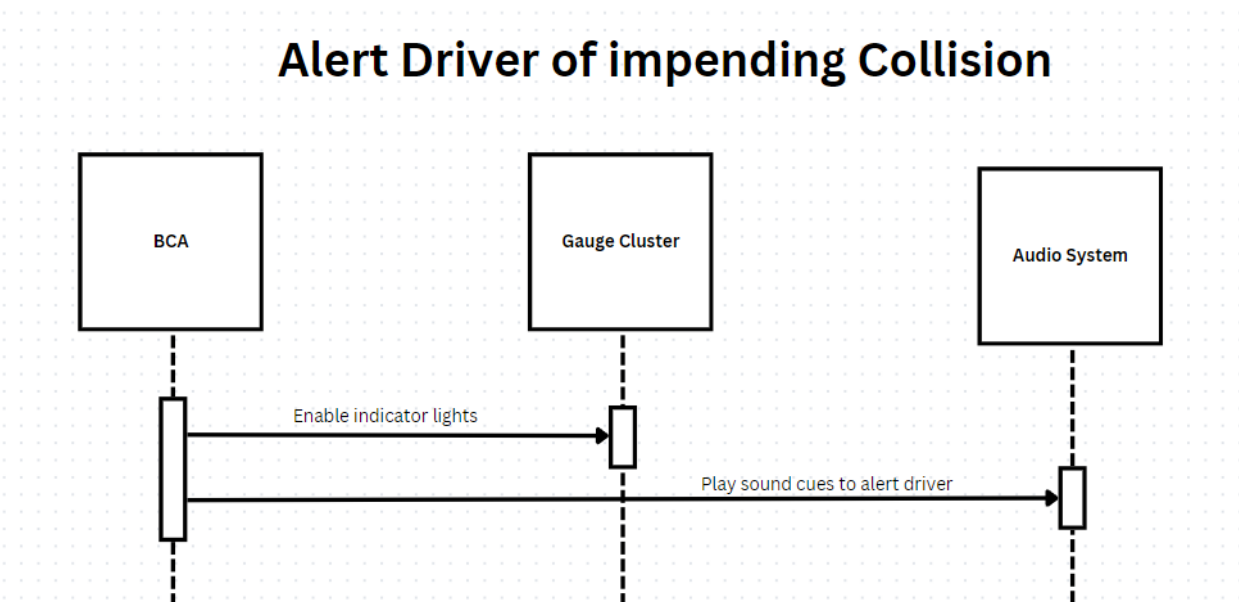 Alert Driver of impending Collision
BCA
Gauge Cluster
Audio System
Enable indicator lights
Play sound cues to alert driver